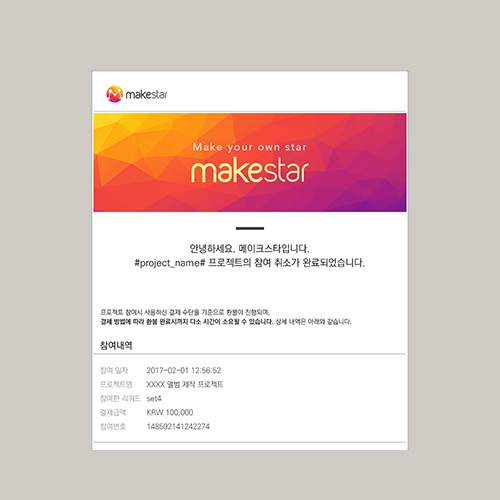 makestar
Make your own star
makestar
안녕하세요. 메이크스타입니다.
#project_name# 프로젝트의 참여 취소가 완료되었습니다.
프로젝트 참여시 사용하신 결제 수단을 기준으로 환불이 진행되며,
결제 방법에 따라 환불 완료시까지 다소 시간이 소요될 수 있습니다. 상세 내역은 아래와 같습니다.
참여내역
참여 일자 2017-02-01 12:56:52
프로젝트명 XXXX 앨범 제작 프로젝트
참여한 리워드 set4
결제금액 KRW 100,000
참여번호 148592141242274